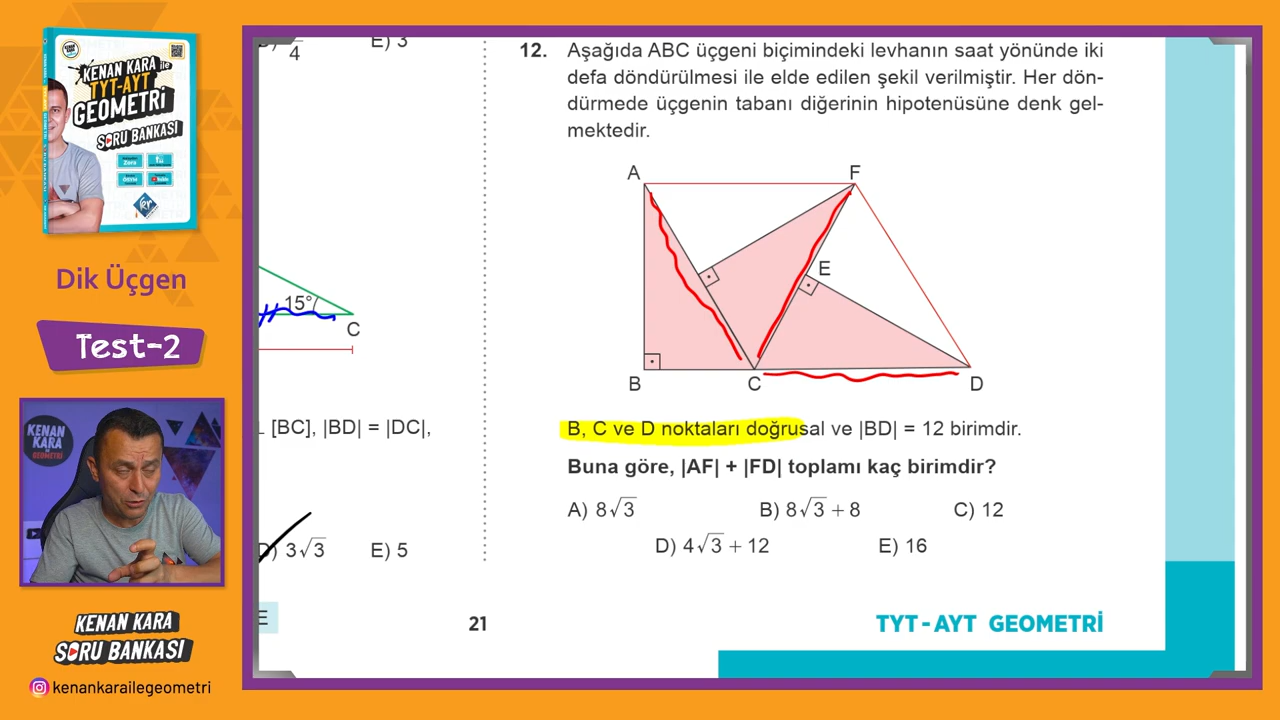 KENAN KARA ile
TYT-AYT
GEOMETRİ
SORU BANKASI
Dik Üçgen
Test-2
KENAN KARA
SORU BANKASI
kenankarailegeometri
4
E) 3
15°
C
[BC], |BD| = |DC|,
D) 3√3 E) 5
E
21
12. Aşağıda ABC üçgeni biçimindeki levhanın saat yönünde iki
defa döndürülmesi ile elde edilen şekil verilmiştir. Her dön-
dürmede üçgenin tabanı diğerinin hipotenüsüne denk gel-
mektedir.
A F
E
B C D
B, C ve D noktaları doğrusal ve |BD| = 12 birimdir.
Buna göre, |AF| + |FD| toplamı kaç birimdir?
A) 8√3 B) 8√3 + 8 C) 12
D) 4√3 + 12 E) 16
TYT - AYT GEOMETRİ